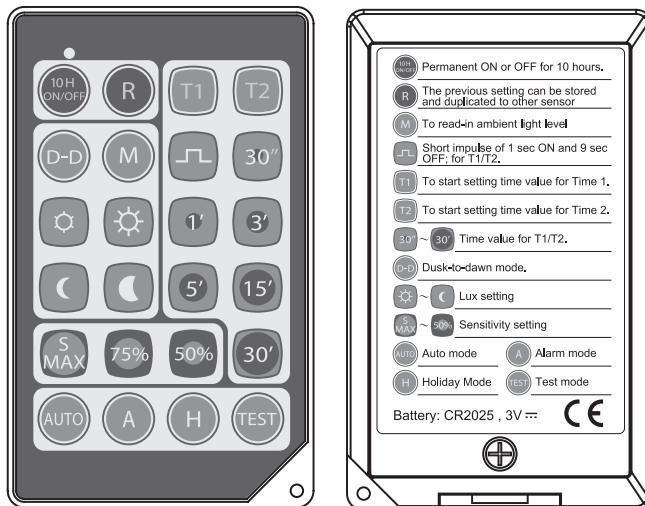 10H
ON/OFF
R
T1
T2
D-D
M
30"
1'
3'
5'
15'
S
MAX
75%
50%
30'
AUTO
A
H
TEST
10H
ON/OFF
Permanent ON or OFF for 10 hours.
R
The previous setting can be stored
and duplicated to other sensor
M
To read-in ambient light level
Short impulse of 1 sec ON and 9 sec
OFF; for T1/T2.
T1 To start setting time value for Time 1.
T2 To start setting time value for Time 2.
30" ~ 30' Time value for T1/T2.
D-D Dusk-to-dawn mode.
~ Lux setting
S
MAX ~ 50% Sensitivity setting
AUTO Auto mode A Alarm mode
H Holiday Mode TEST Test mode
Battery: CR2025 , 3V ⎓ CE